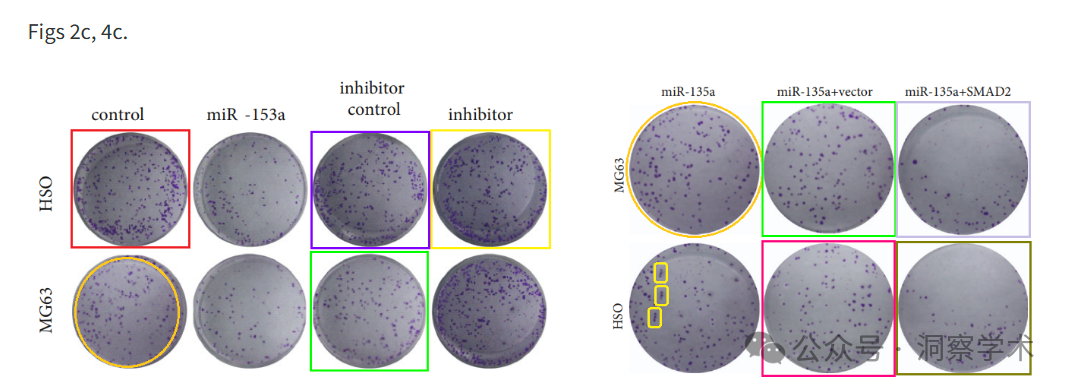 Figs 2c, 4c.
control
miR -153a
inhibitor
control
inhibitor
HSO
MG63
miR-135a
miR-135a+vector
miR-135a+SMAD2
MG63
HSO
公众号 · 洞察学术